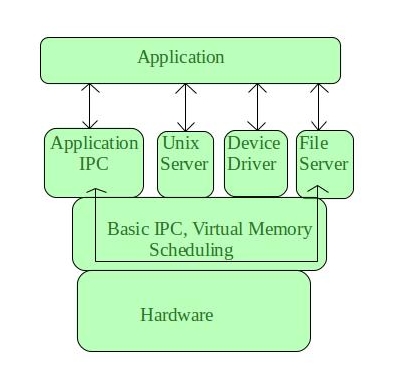 Application
Application
IPC
Unix
Server
Device
Driver
File
Server
Basic IPC, Virtual Memory
Scheduling
Hardware